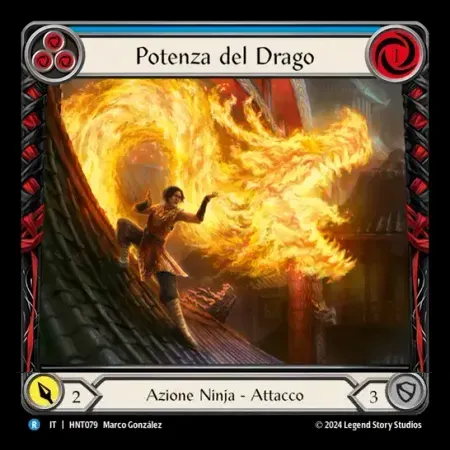 Potenza del Drago
I
2
Azione Ninja - Attacco
3
R IT | HNT079 Marco González
© 2024 Legend Story Studios